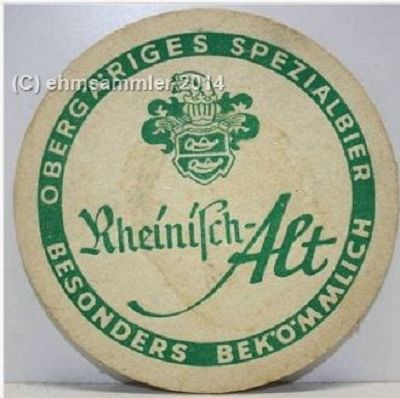 (C) ehmsammler 2014
OBERGÄRIGES SPEZIALBIER
Rheinisch-Alt
BESONDERS BEKÖMMLICH